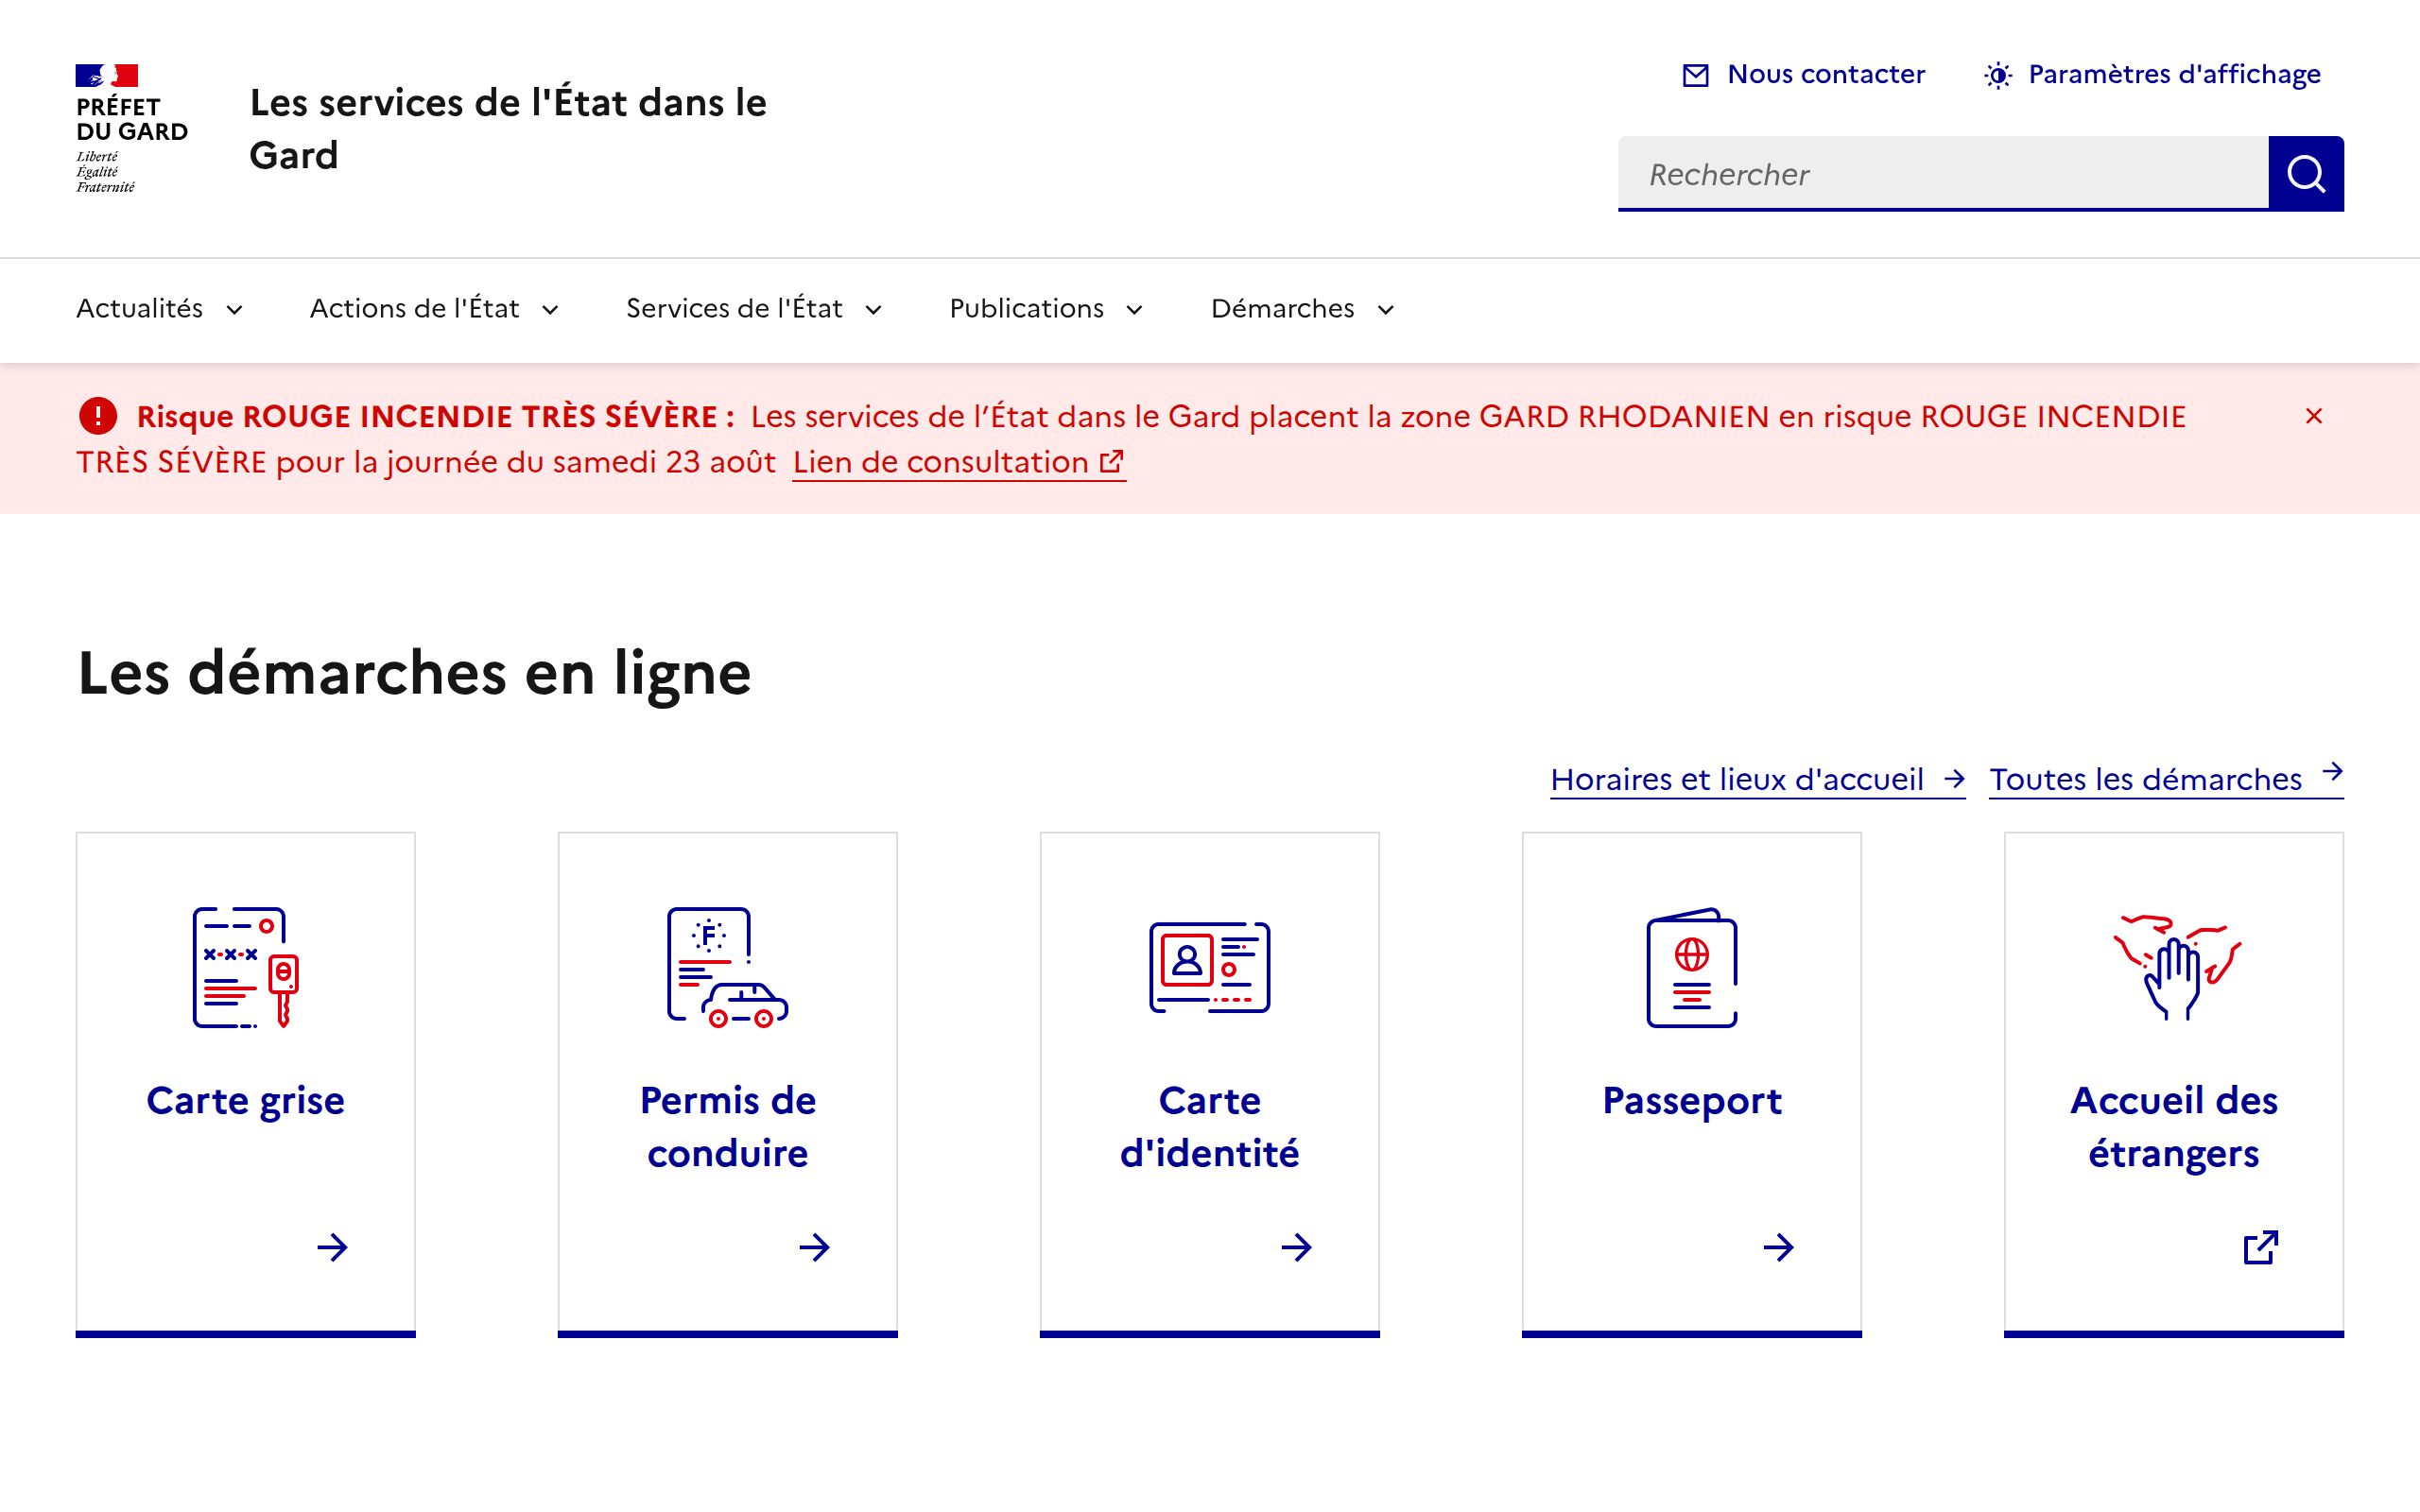 PRÉFET
DU GARD
Liberté
Égalité
Fraternité
Les services de l'État dans le
Gard
Nous contacter
Paramètres d'affichage
Rechercher
Actualités
Actions de l'État
Services de l'État
Publications
Démarches
Risque ROUGE INCENDIE TRÈS SÉVÈRE : Les services de l’État dans le Gard placent la zone GARD RHODANIEN en risque ROUGE INCENDIE
TRÈS SÉVÈRE pour la journée du samedi 23 août Lien de consultation
Les démarches en ligne
Horaires et lieux d'accueil
Toutes les démarches
F
Carte grise
Permis de
conduire
Carte
d'identité
Passeport
Accueil des
étrangers